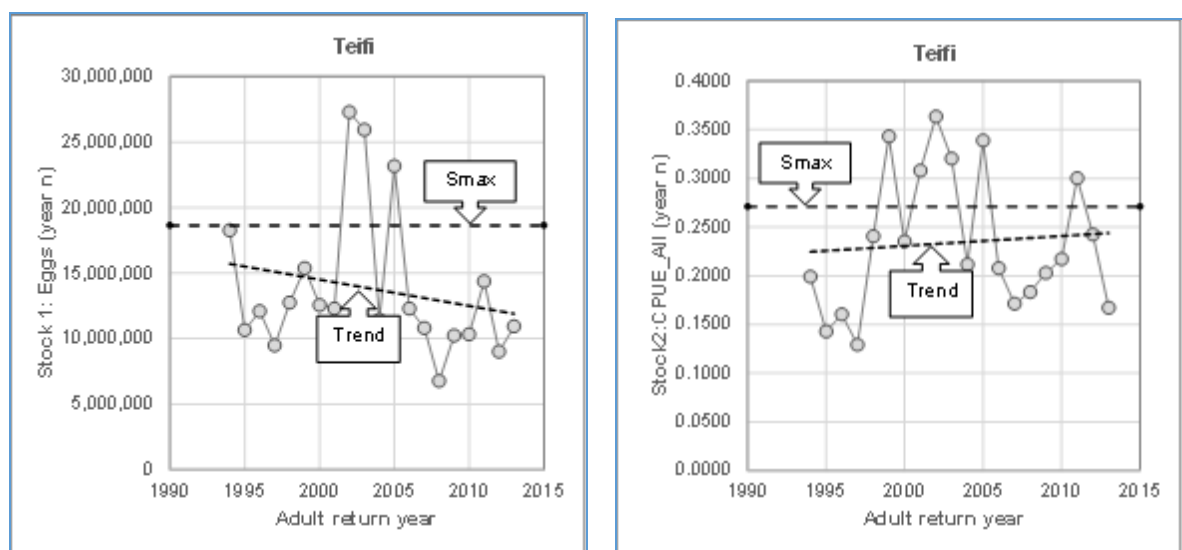 Teifi
30,000,000
25,000,000
20,000,000
15,000,000
10,000,000
5,000,000
0
Stock 1: Eggs (year n)
Smax
Trend
1990 1995 2000 2005 2010 2015
Adult return year
Teifi
0.4000
0.3500
0.3000
0.2500
0.2000
0.1500
0.1000
0.0500
0.0000
Stock2:CPUE_All (year n)
Smax
Trend
1990 1995 2000 2005 2010 2015
Adult return year